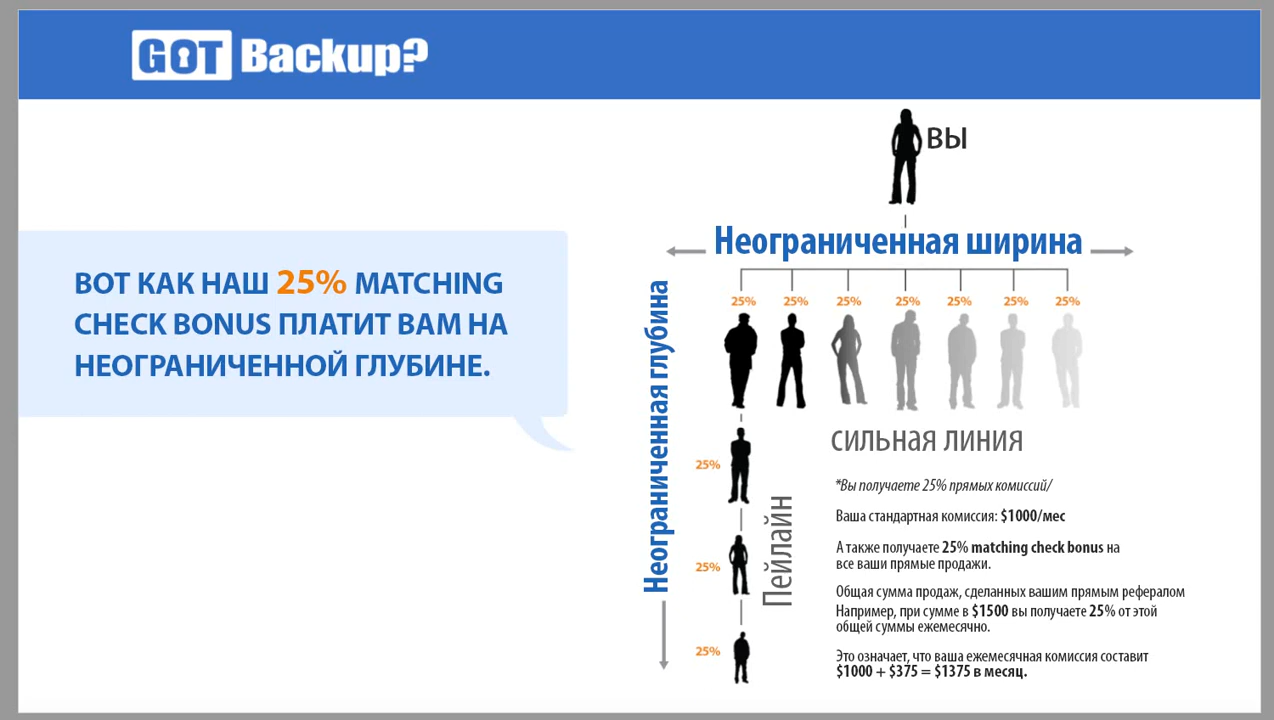 GOT Backup?
ВЫ
Неограниченная ширина
ВОТ КАК НАШ 25% MATCHING
CHECK BONUS ПЛАТИТ ВАМ НА
НЕОГРАНИЧЕННОЙ ГЛУБИНЕ.
Неограниченная глубина
25% 25% 25% 25% 25% 25% 25%
СИЛЬНАЯ ЛИНИЯ
25%
25%
25%
Пейлайн
*Вы получаете 25% прямых комиссий/
Ваша стандартная комиссия: $1000/мес
А также получаете 25% matching check bonus на
все ваши прямые продажи.
Общая сумма продаж, сделанных вашим прямым рефералом
Например, при сумме в $1500 вы получаете 25% от этой
общей суммы ежемесячно.
Это означает, что ваша ежемесячная комиссия составит
$1000 + $375 = $1375 в месяц.